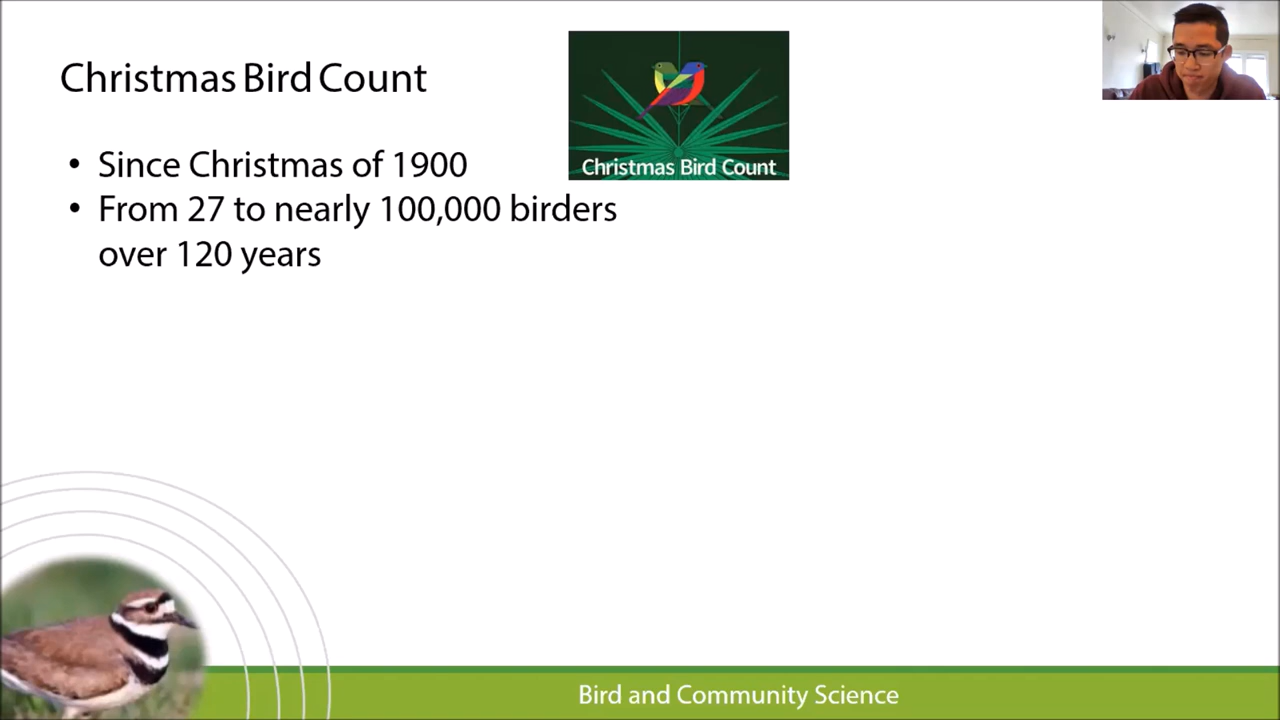 Christmas Bird Count
Christmas Bird Count
• Since Christmas of 1900
• From 27 to nearly 100,000 birders
over 120 years
Bird and Community Science